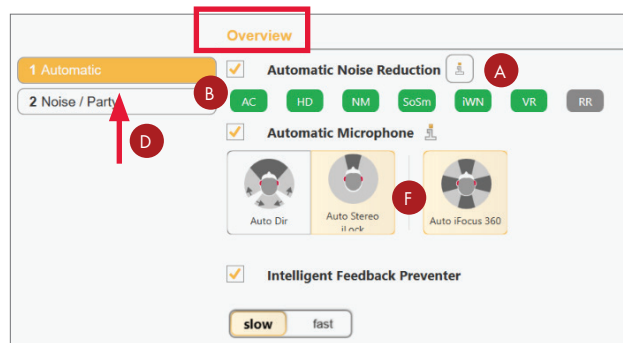 Overview
1 Automatic
Automatic Noise Reduction
A
2 Noise / Party
B
AC HD NM SoSm iWN VR RR
D
Automatic Microphone
Auto Dir
Auto Stereo
iLock
F
Auto iFocus 360
Intelligent Feedback Preventer
slow fast